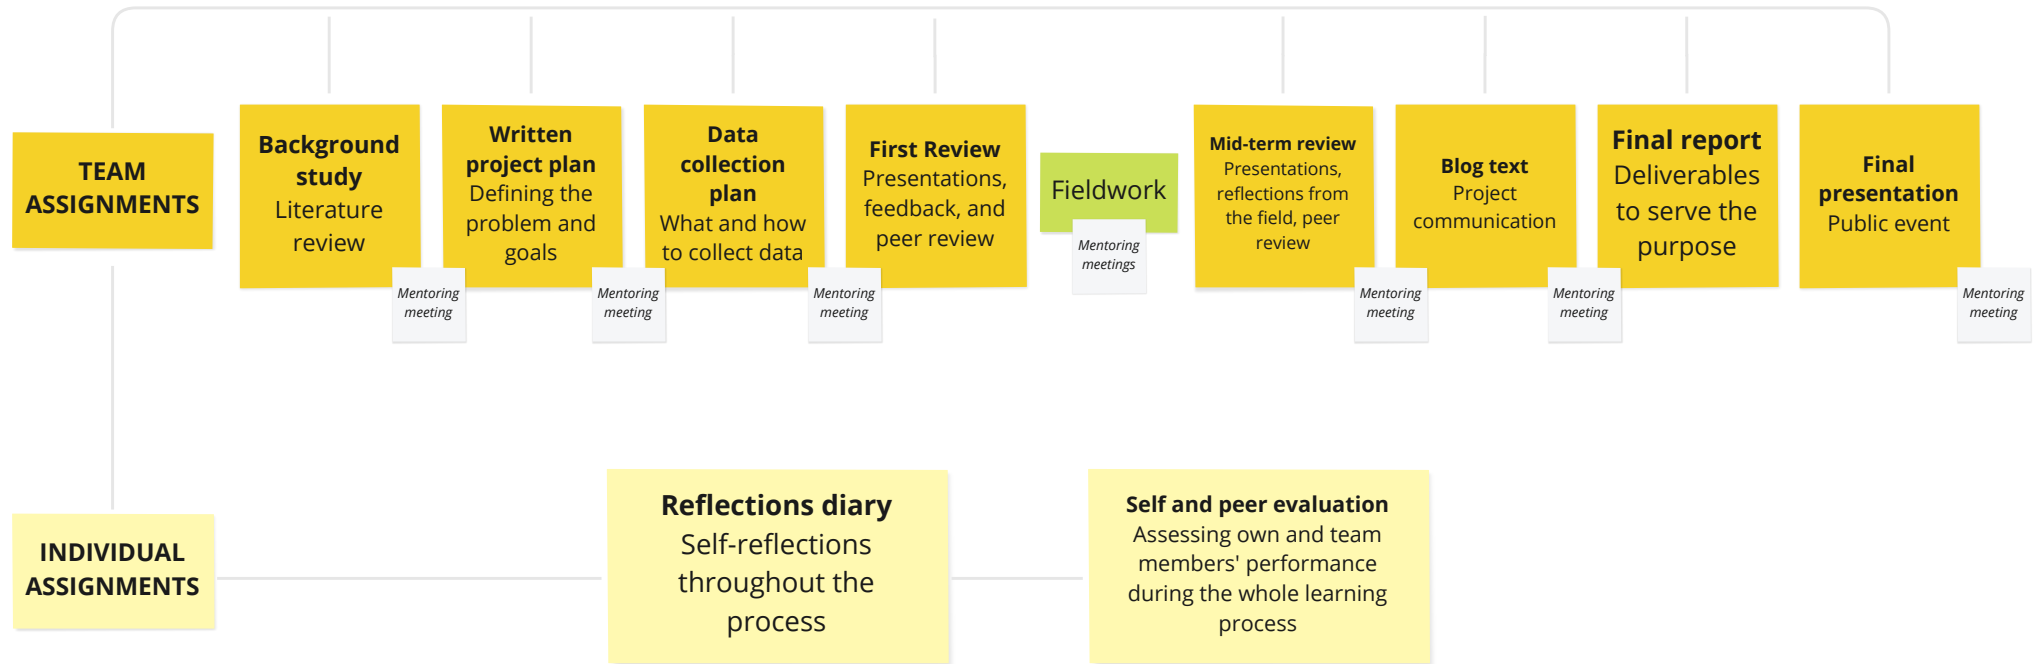 TEAM
ASSIGNMENTS
Background
study
Literature
review
Mentoring
meeting
Written
project plan
Defining the
problem and
goals
Mentoring
meeting
Data
collection
plan
What and how
to collect data
Mentoring
meeting
First Review
Presentations,
feedback, and
peer review
Fieldwork
Mentoring
meetings
Mid-term review
Presentations,
reflections from
the field, peer
review
Mentoring
meeting
Blog text
Project
communication
Mentoring
meeting
Final report
Deliverables
to serve the
purpose
Final
presentation
Public event
Mentoring
meeting
INDIVIDUAL
ASSIGNMENTS
Reflections diary
Self-reflections
throughout the
process
Self and peer evaluation
Assessing own and team
members' performance
during the whole learning
process